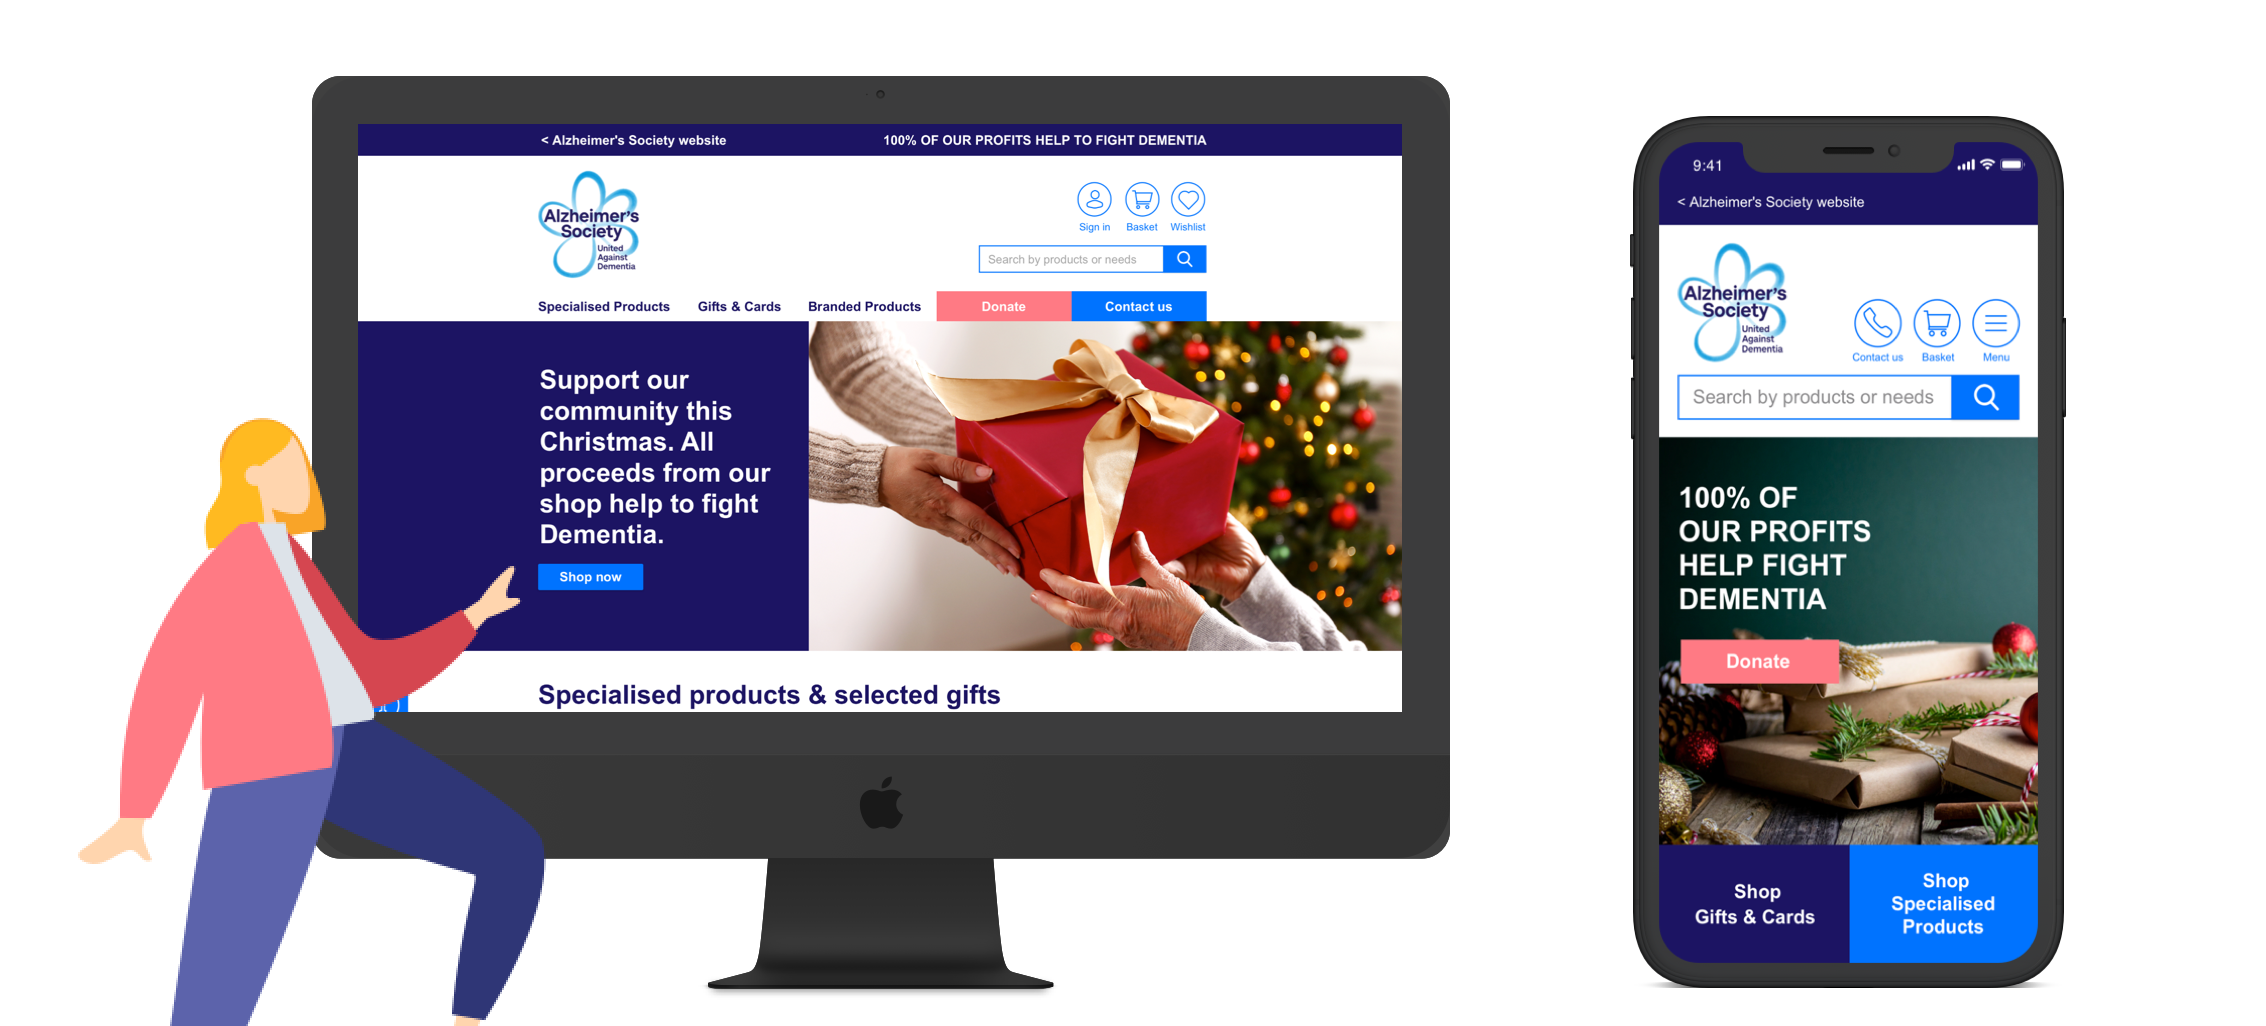 < Alzheimer's Society website
100% OF OUR PROFITS HELP TO FIGHT DEMENTIA
Alzheimer's
Society
United
Against
Dementia
Sign in
Basket
Wishlist
Search by products or needs
Specialised Products
Gifts & Cards
Branded Products
Donate
Contact us
Support our
community this
Christmas. All
proceeds from our
shop help to fight
Dementia.
Shop now
Specialised products & selected gifts
9:41
< Alzheimer's Society website
Alzheimer's
Society
United
Against
Dementia
Contact us
Basket
Menu
Search by products or needs
100% OF
OUR PROFITS
HELP FIGHT
DEMENTIA
Donate
Shop
Gifts & Cards
Shop
Specialised
Products